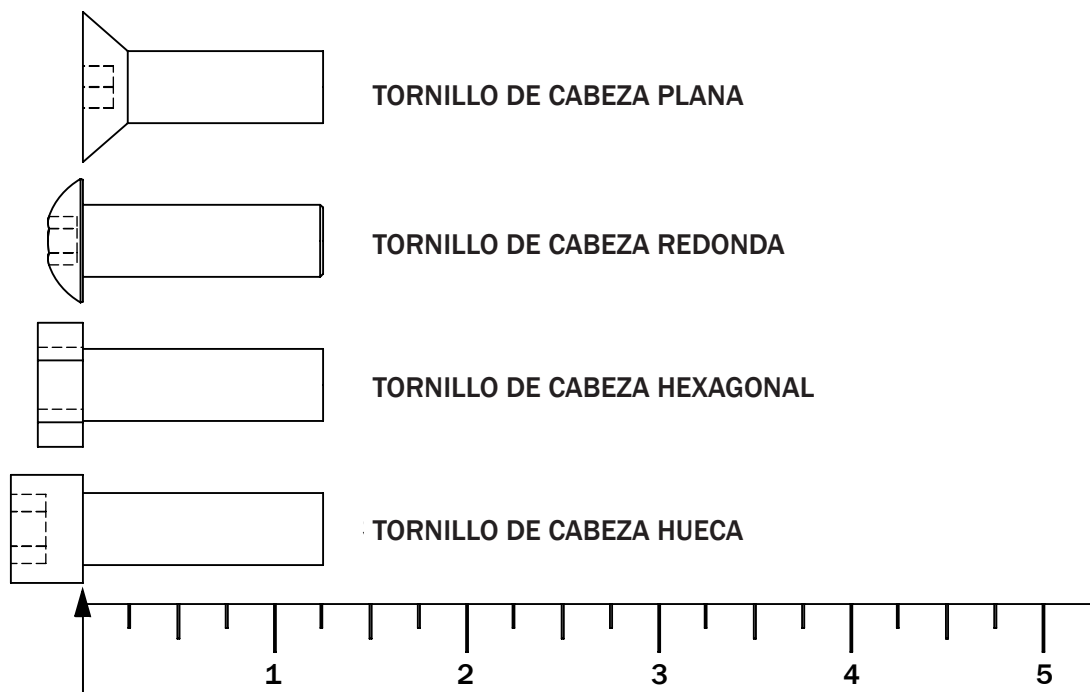 TORNILLO DE CABEZA PLANA
TORNILLO DE CABEZA REDONDA
TORNILLO DE CABEZA HEXAGONAL
TORNILLO DE CABEZA HUECA
1 2 3 4 5